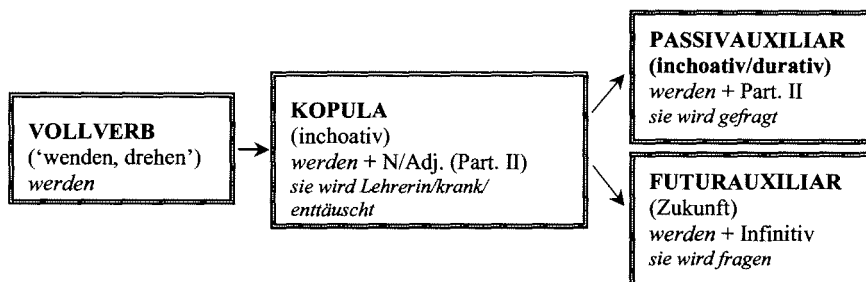 VOLLVERB
(‘wenden, drehen’)
werden
KOPULA
(inchoativ)
werden + N/Adj. (Part. II)
sie wird Lehrerin/krank/
enttäuscht
PASSIVAUXILIAR
(inchoativ/durativ)
werden + Part. II
sie wird gefragt
FUTURAUXILIAR
(Zukunft)
werden + Infinitiv
sie wird fragen